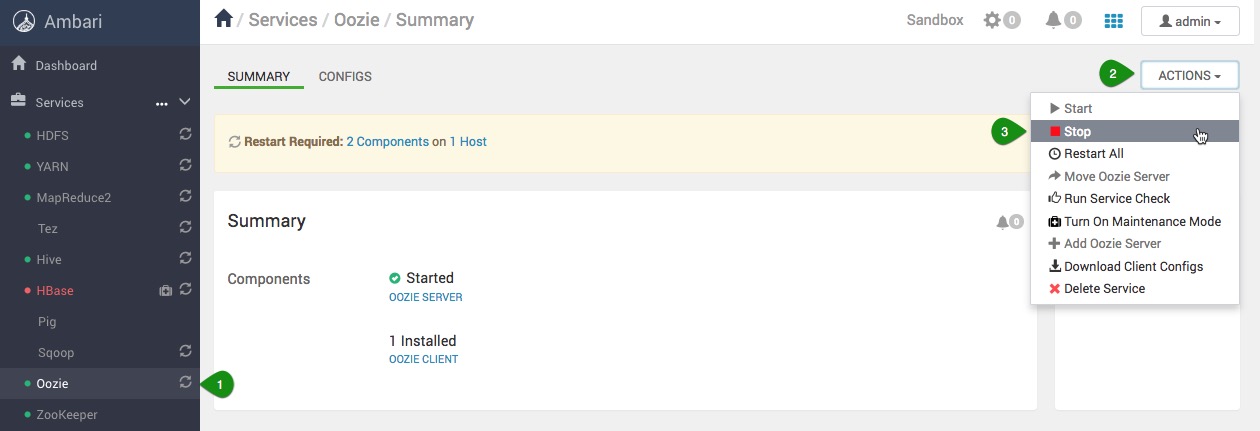 Ambari
Dashboard
Services
HDFS
YARN
MapReduce2
Tez
Hive
HBase
Pig
Sqoop
Oozie
ZooKeeper
1
/ Services / Oozie / Summary
Sandbox
0
0
admin
SUMMARY
CONFIGS
2
ACTIONS
Restart Required: 2 Components on 1 Host
3
Start
Stop
Restart All
Move Oozie Server
Run Service Check
Turn On Maintenance Mode
Add Oozie Server
Download Client Configs
Delete Service
Summary
0
Components
Started
OOZIE SERVER
1 Installed
OOZIE CLIENT